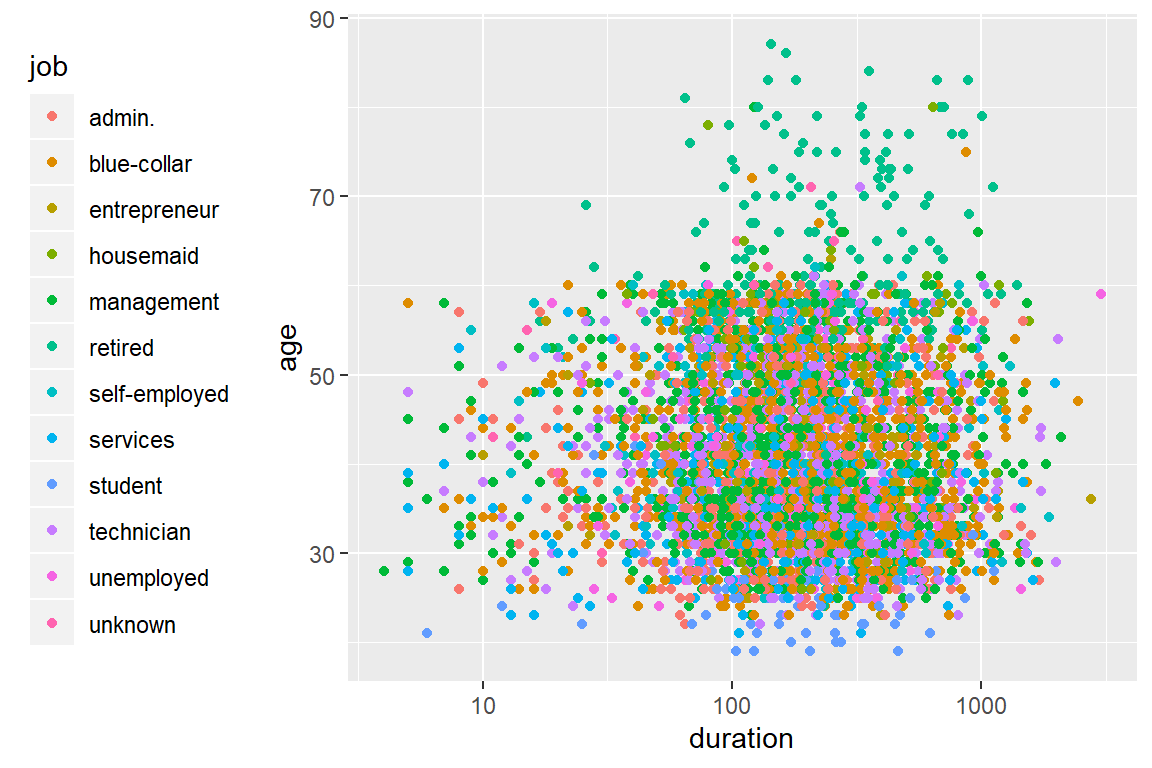 job
admin.
blue-collar
entrepreneur
housemaid
management
retired
self-employed
services
student
technician
unemployed
unknown
age
90
70
50
30
10
100
1000
duration